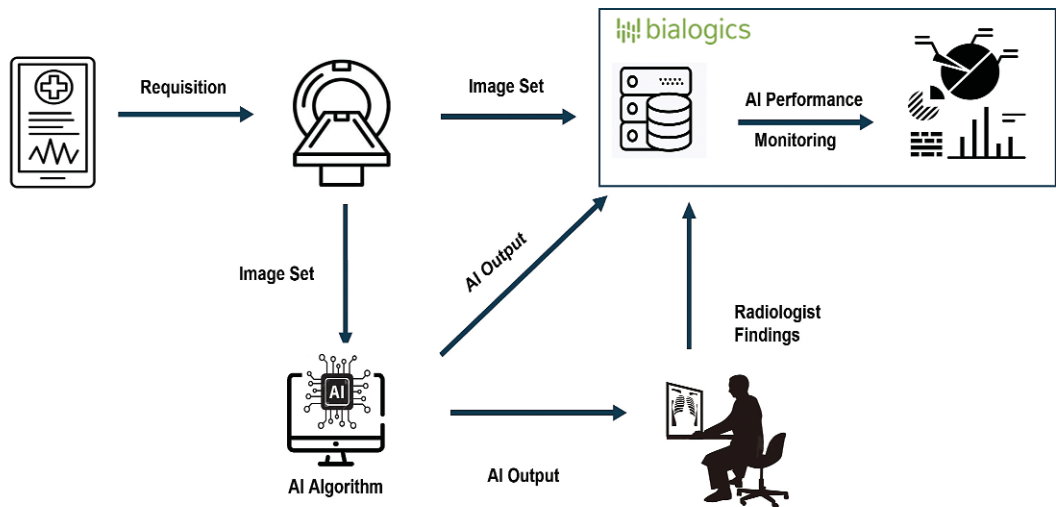 bialogics
Requisition
Image Set
AI Performance
Monitoring
Image Set
AI Output
Radiologist
Findings
AI
AI Algorithm
AI Output